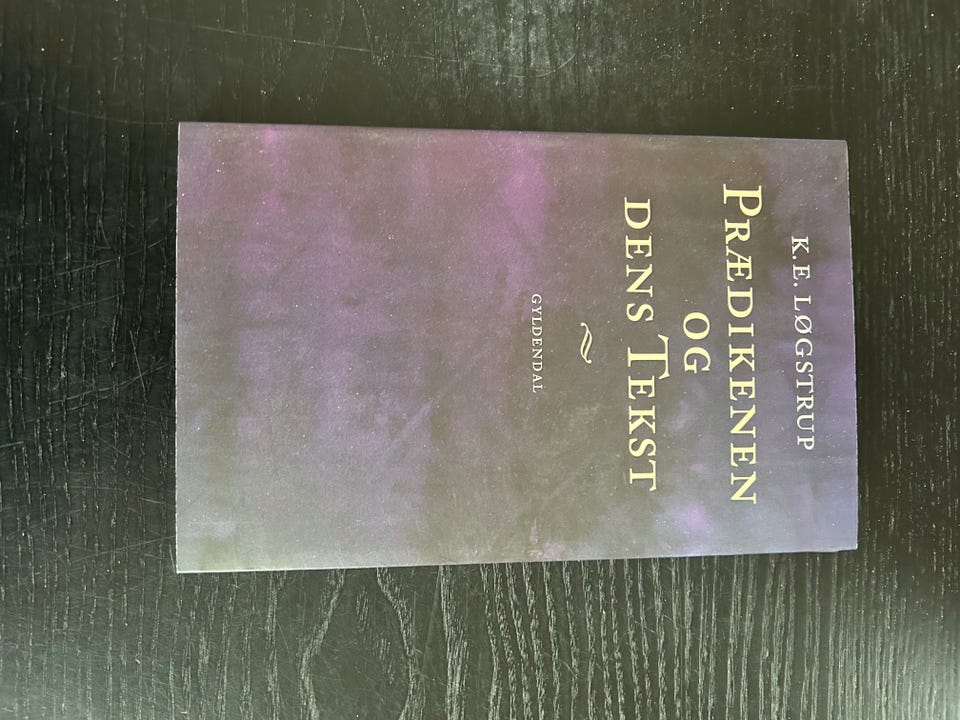 K.E. LØGSTRUP
PRÆDIKENEN
OG
DENS TEKST
GYLDENDAL